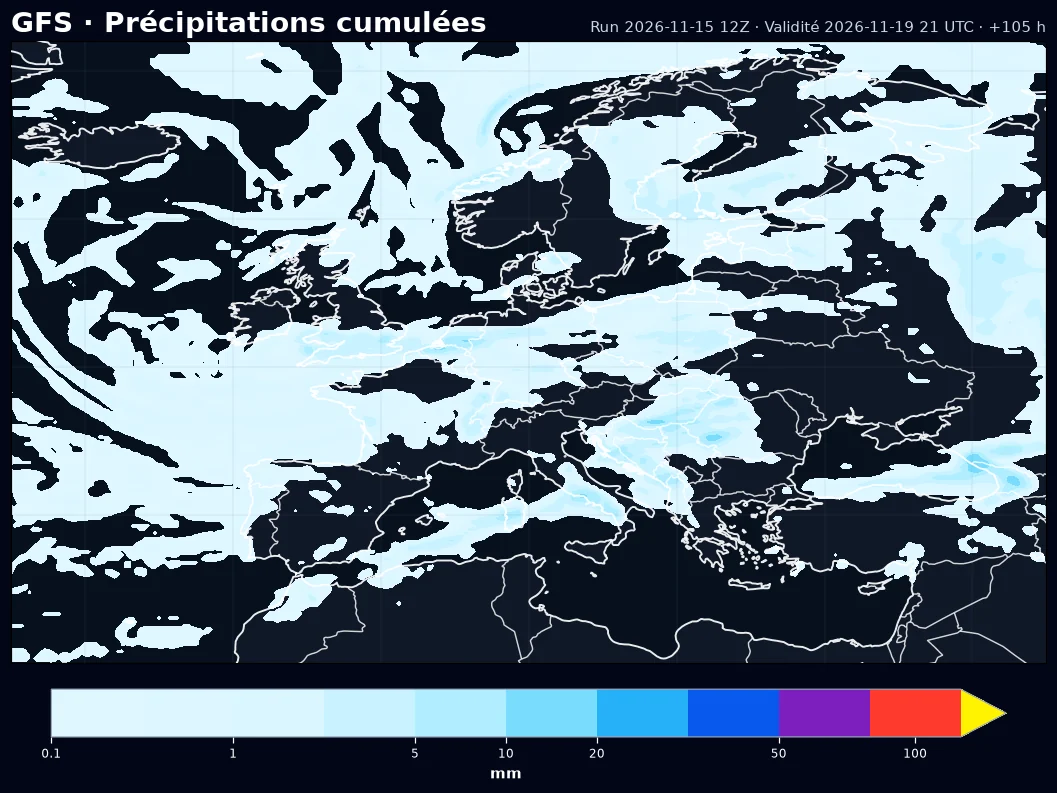 GFS · Précipitations cumulées
Run 2026-11-15 12Z · Validité 2026-11-19 21 UTC · +105 h
0.1 1 5 10 20 50 100
mm